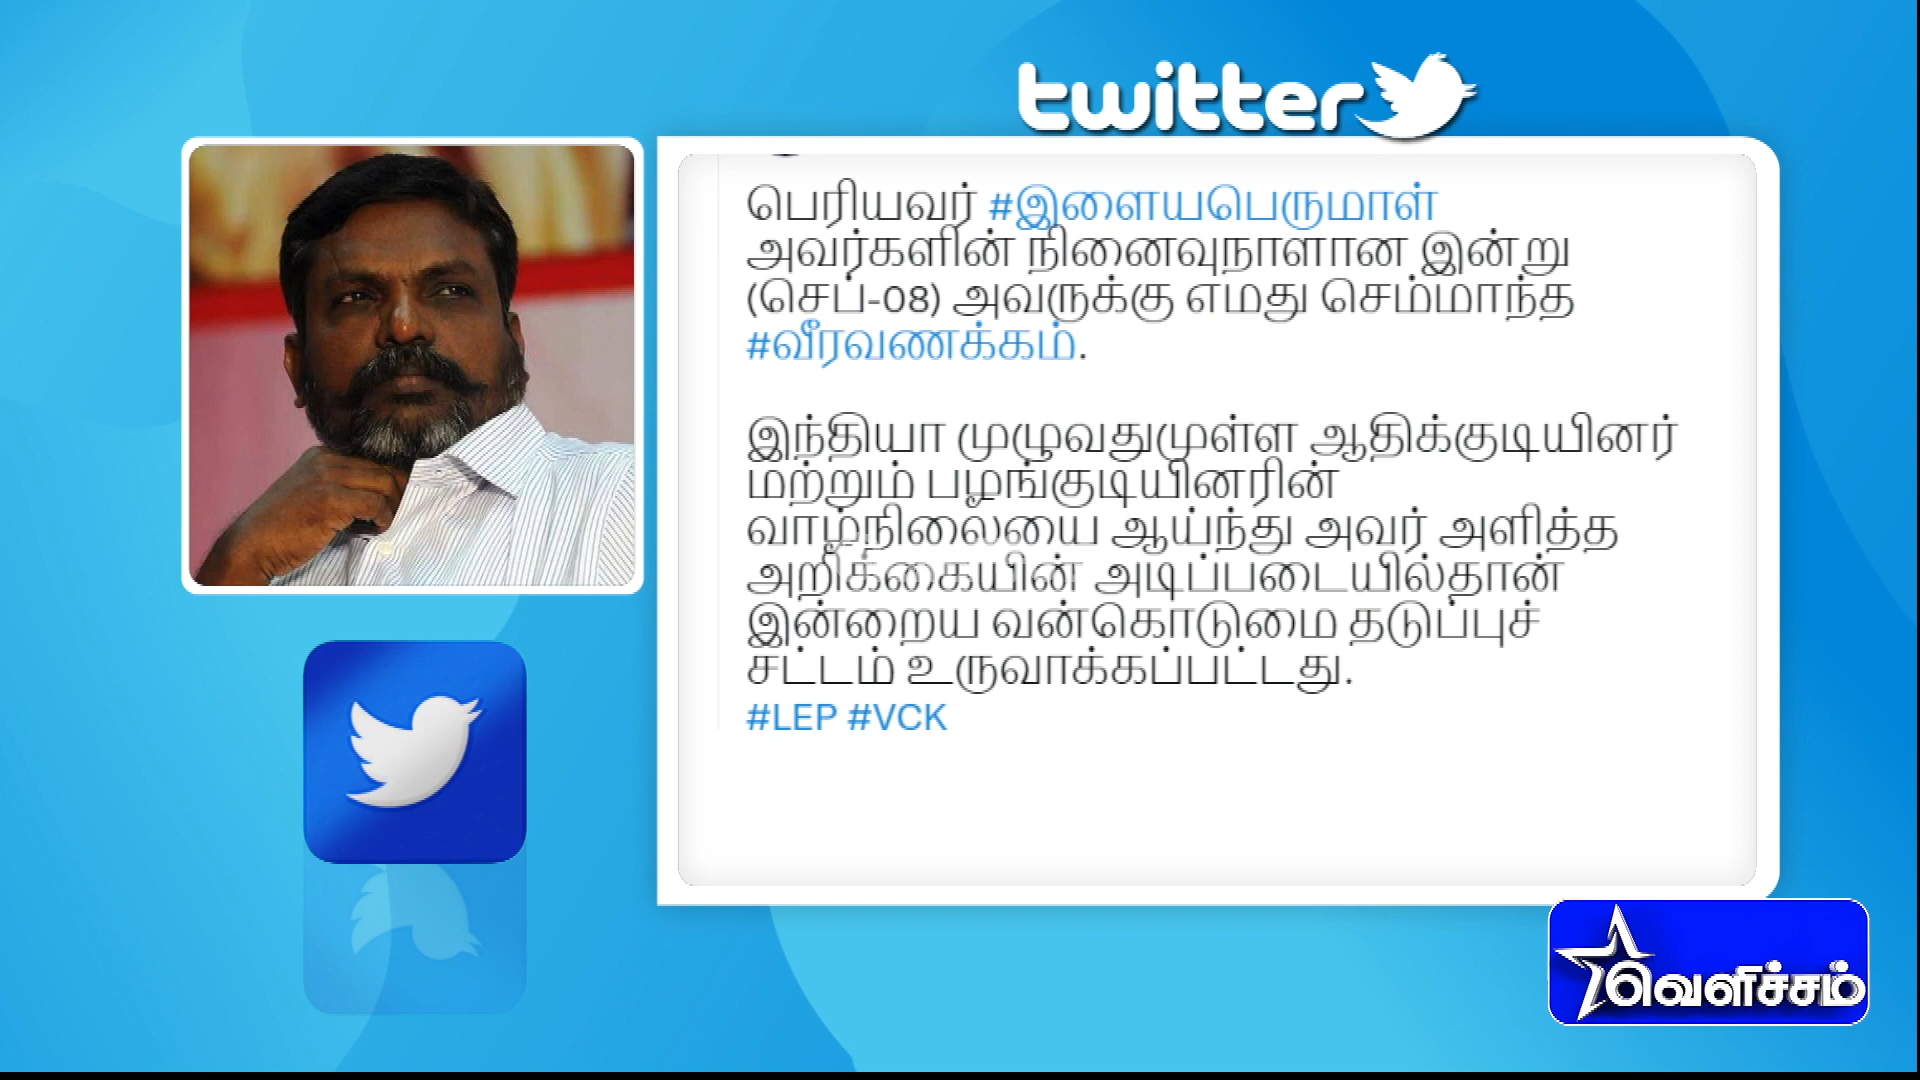 twitter
பெரியவர் #இளையபெருமாள்
அவர்களின் நினைவுநாளான இன்று
(செப்-08) அவருக்கு எமது செம்மாந்த
#வீரவணக்கம்.
இந்தியா முழுவதுமுள்ள ஆதிக்குடியினர்
மற்றும் பழங்குடியினரின்
வாழ்நிலையை ஆய்ந்து அவர் அளித்த
அறிக்கையின் அடிப்படையில்தான்
இன்றைய வன்கொடுமை தடுப்புச்
சட்டம் உருவாக்கப்பட்டது.
#LEP #VCK
வெளிச்சம்